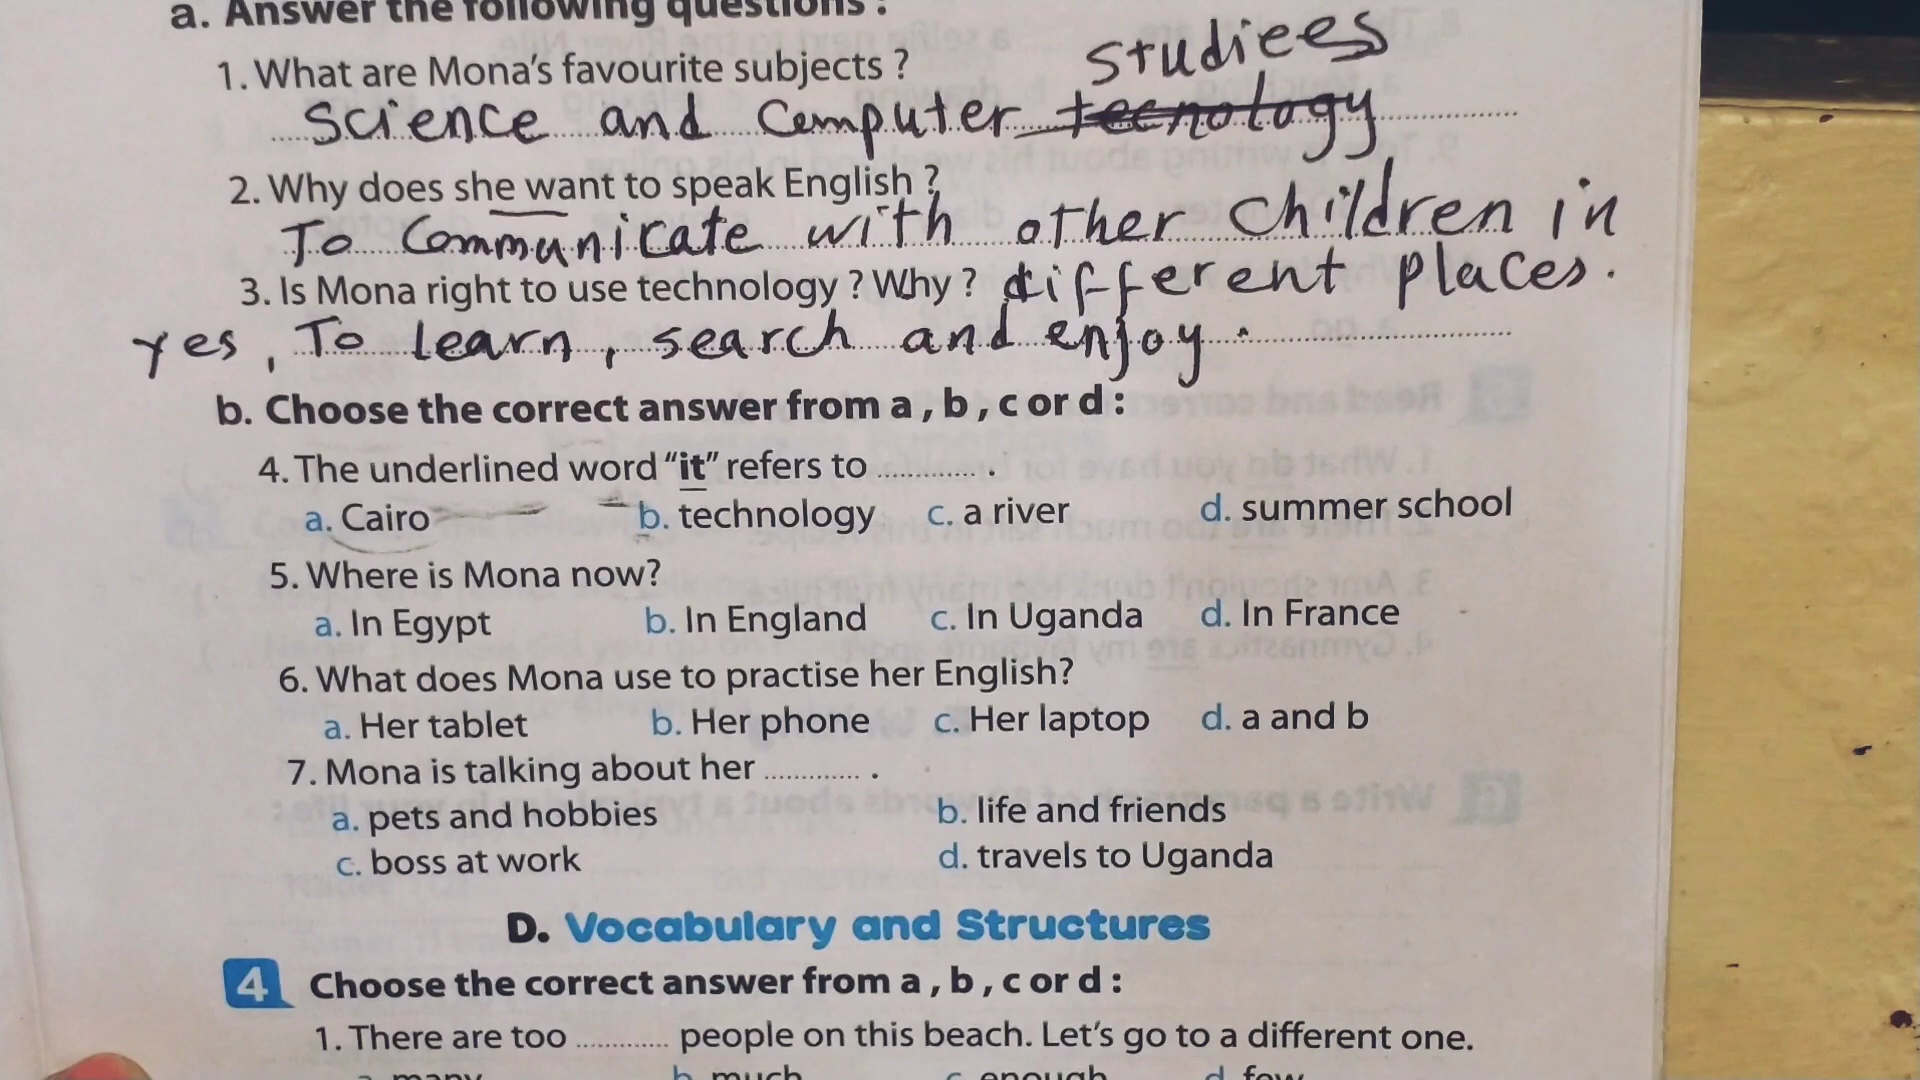 a. Answer the following questions :
1. What are Mona's favourite subjects ?
studiees
Science and Computer tecnology
2. Why does she want to speak English ?
To Communicate with other children in
3. Is Mona right to use technology ? Why ? different places.
yes, To learn, search and enjoy.
b. Choose the correct answer from a , b , c or d :
4. The underlined word "it" refers to ............. .
a. Cairo b. technology c. a river d. summer school
5. Where is Mona now?
a. In Egypt b. In England c. In Uganda d. In France
6. What does Mona use to practise her English?
a. Her tablet b. Her phone c. Her laptop d. a and b
7. Mona is talking about her ............. .
a. pets and hobbies b. life and friends
c. boss at work d. travels to Uganda
D. Vocabulary and Structures
4 Choose the correct answer from a , b , c or d :
1. There are too ............. people on this beach. Let's go to a different one.
a. many b. much c. enough d. few